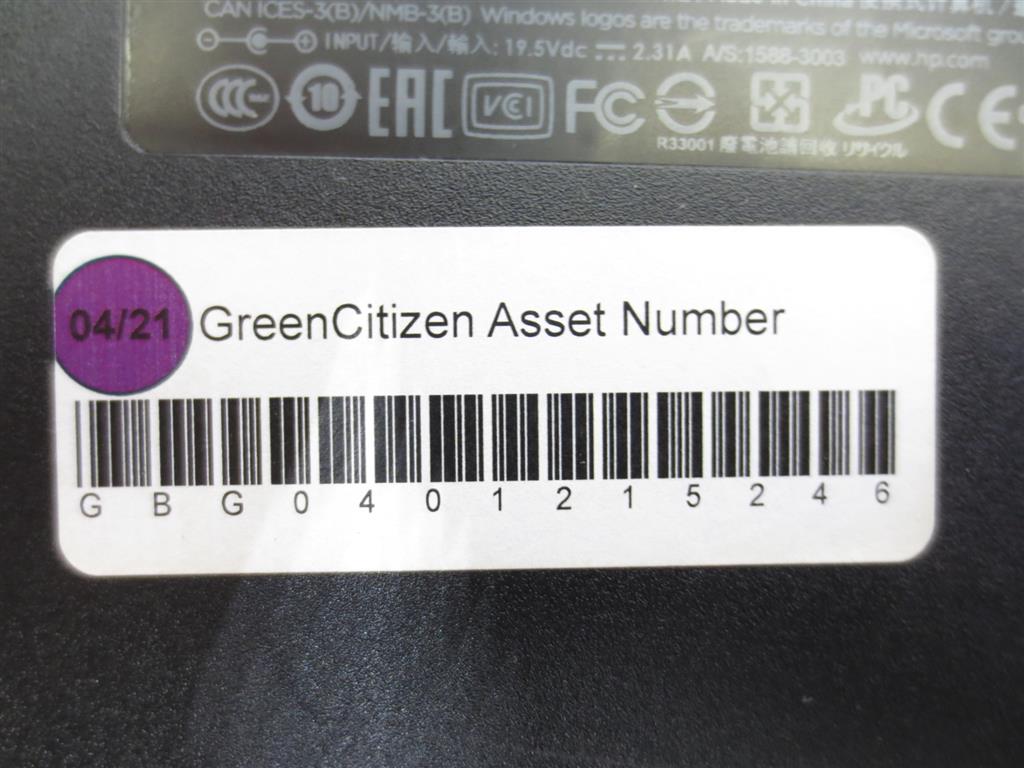 CAN ICES-3(B)/NMB-3(B) Windows logos are the trademarks of the Microsoft
INPUT/输入/輸入: 19.5Vdc ⎓ 2.31A A/S:1588-3003 www.hp.com
CCC 10 EAC VCI FC PC CE
R33001 廢電池請回收 リサイクル
04/21 GreenCitizen Asset Number
G B G 0 4 0 1 2 1 5 2 4 6